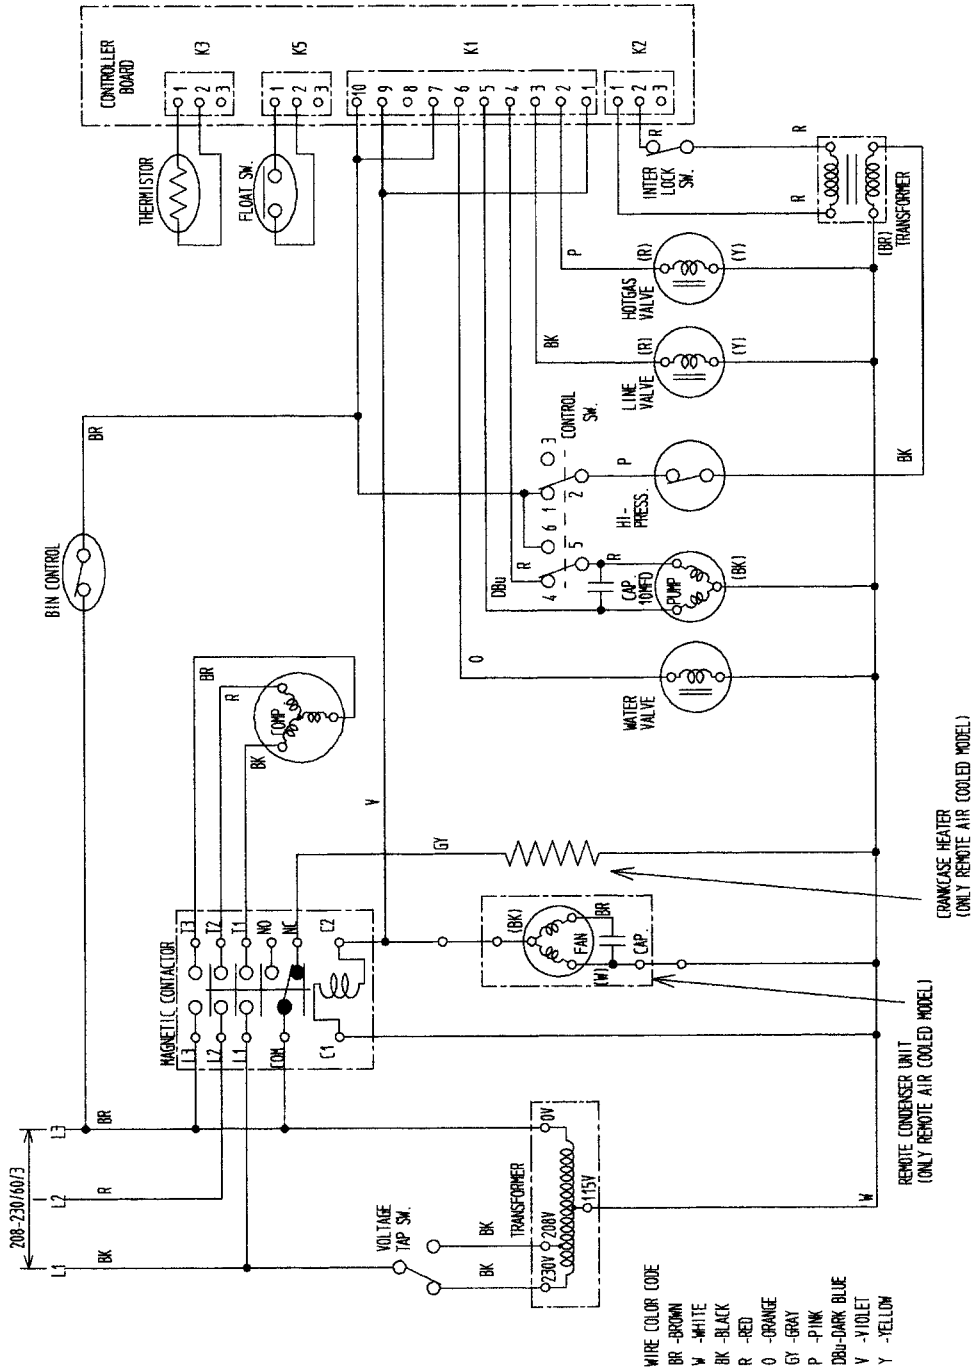 CONTROLLER
BOARD
K3
1
2
3
K5
1
2
3
K1
10
9
8
7
6
5
4
3
2
1
K2
1
2
3
THERMISTOR
FLOAT SW.
R
INTER
LOCK
SW.
R
R
TRANSFORMER
(BR)
P
HOTGAS
VALVE
(R)
(Y)
BK
LINE
VALVE
(R)
(Y)
BR
BIN CONTROL
CONTROL
SW.
3
1
2
6
5
4
R
DBu
P
HI-
PRESS.
BK
R
CAP.
10MFD
PUMP
(BK)
O
WATER
VALVE
BR
R
BK
COMP
V
GY
CRANKCASE HEATER
(ONLY REMOTE AIR COOLED MODEL)
MAGNETIC CONTACTOR
T3
T2
T1
NO
NC
C2
L3
L2
L1
COM
C1
(BK)
FAN
BR
(W)
CAP.
REMOTE CONDENSER UNIT
(ONLY REMOTE AIR COOLED MODEL)
208-230/60/3
L3
L2
L1
BR
R
BK
VOLTAGE
TAP SW.
BK
BK
TRANSFORMER
0V
208V
230V
115V
W
WIRE COLOR CODE
BR -BROWN
W -WHITE
BK -BLACK
R -RED
O -ORANGE
GY -GRAY
P -PINK
DBu-DARK BLUE
V -VIOLET
Y -YELLOW